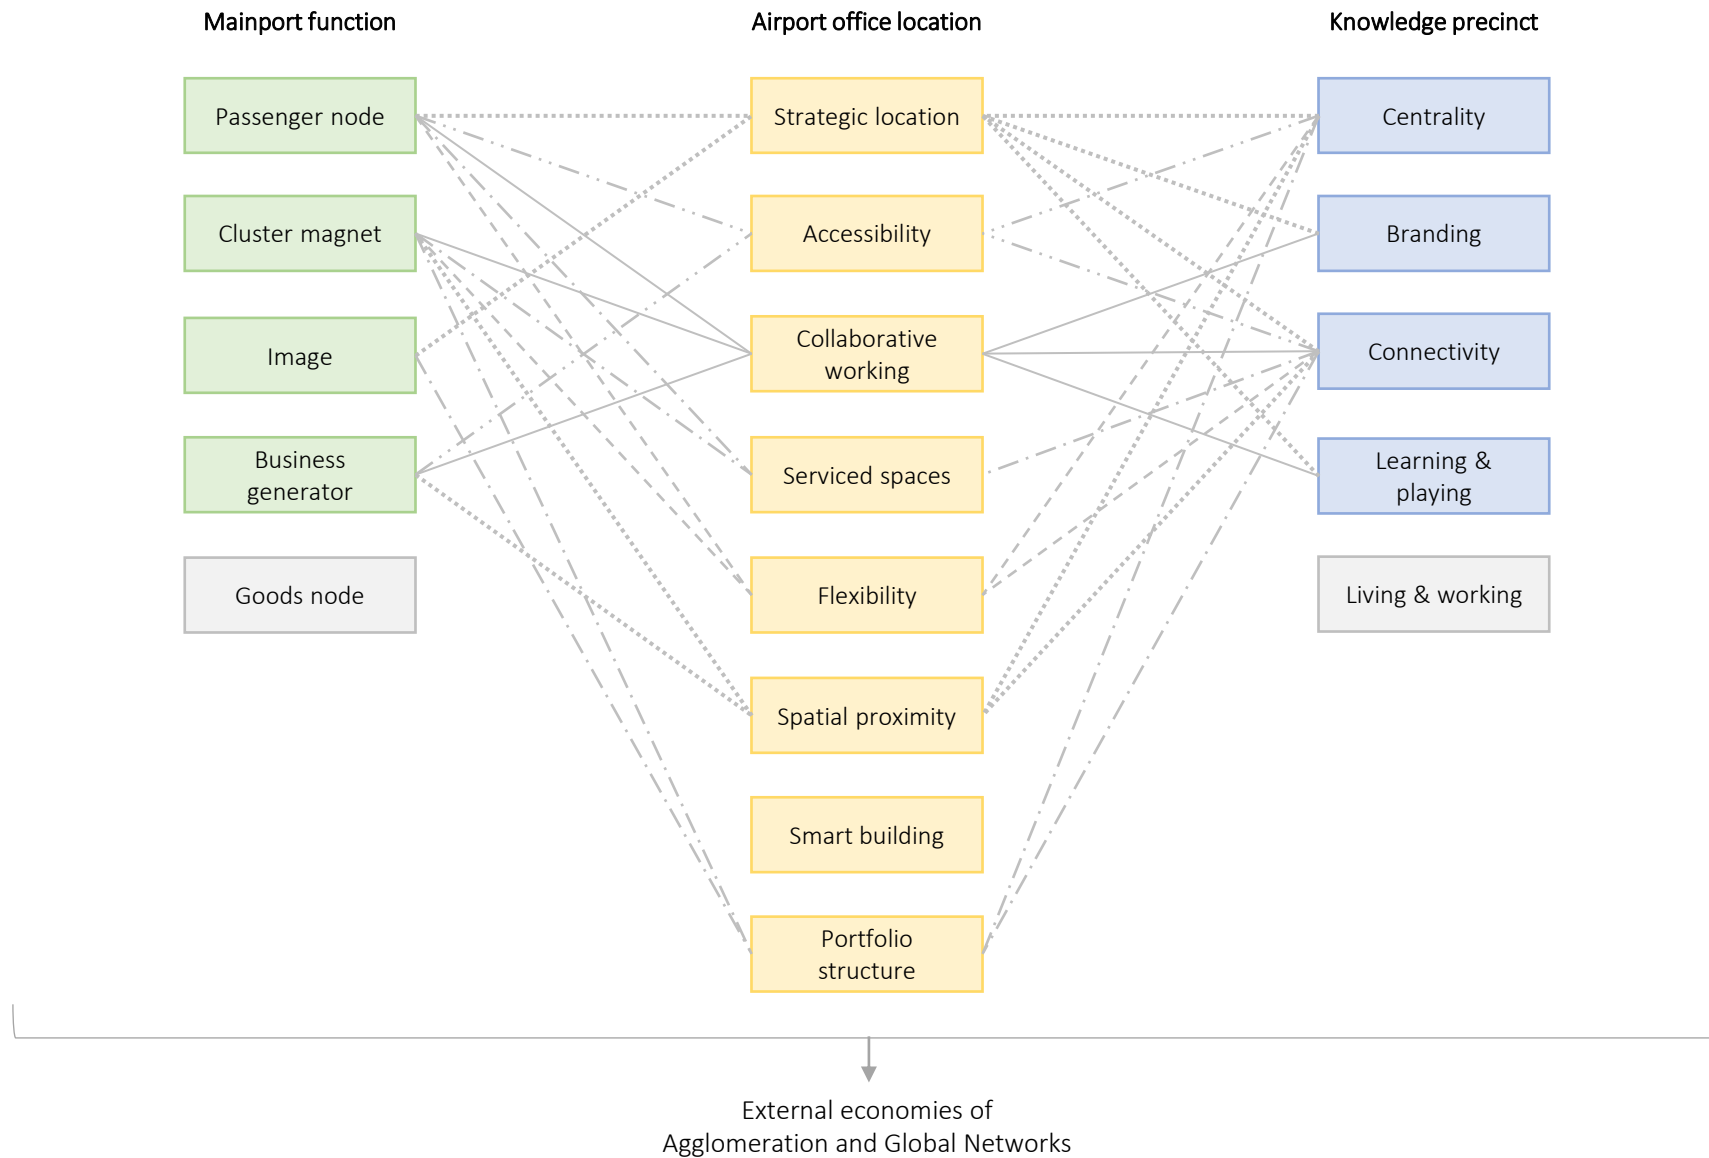 Mainport function
Airport office location
Knowledge precinct
Passenger node
Strategic location
Centrality
Cluster magnet
Accessibility
Branding
Image
Collaborative
working
Connectivity
Business
generator
Serviced spaces
Learning &
playing
Goods node
Flexibility
Living & working
Spatial proximity
Smart building
Portfolio
structure
External economies of
Agglomeration and Global Networks